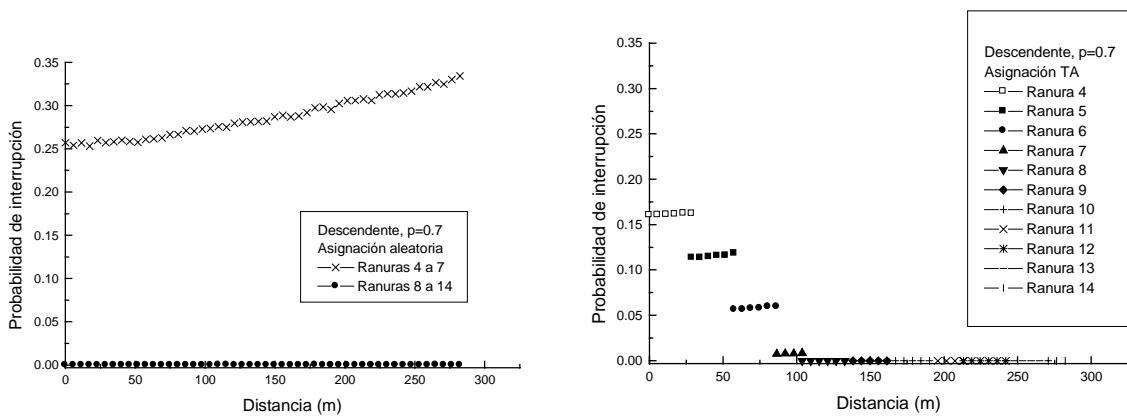 0.35
0.30
0.25
0.20
0.15
0.10
0.05
0.00
Probabilidad de interrupción
0
50
100
150
200
250
300
Distancia (m)
Descendente, p=0.7
Asignación aleatoria
Ranuras 4 a 7
Ranuras 8 a 14
0.35
0.30
0.25
0.20
0.15
0.10
0.05
0.00
Probabilidad de interrupción
0
50
100
150
200
250
300
Distancia (m)
Descendente, p=0.7
Asignación TA
Ranura 4
Ranura 5
Ranura 6
Ranura 7
Ranura 8
Ranura 9
Ranura 10
Ranura 11
Ranura 12
Ranura 13
Ranura 14